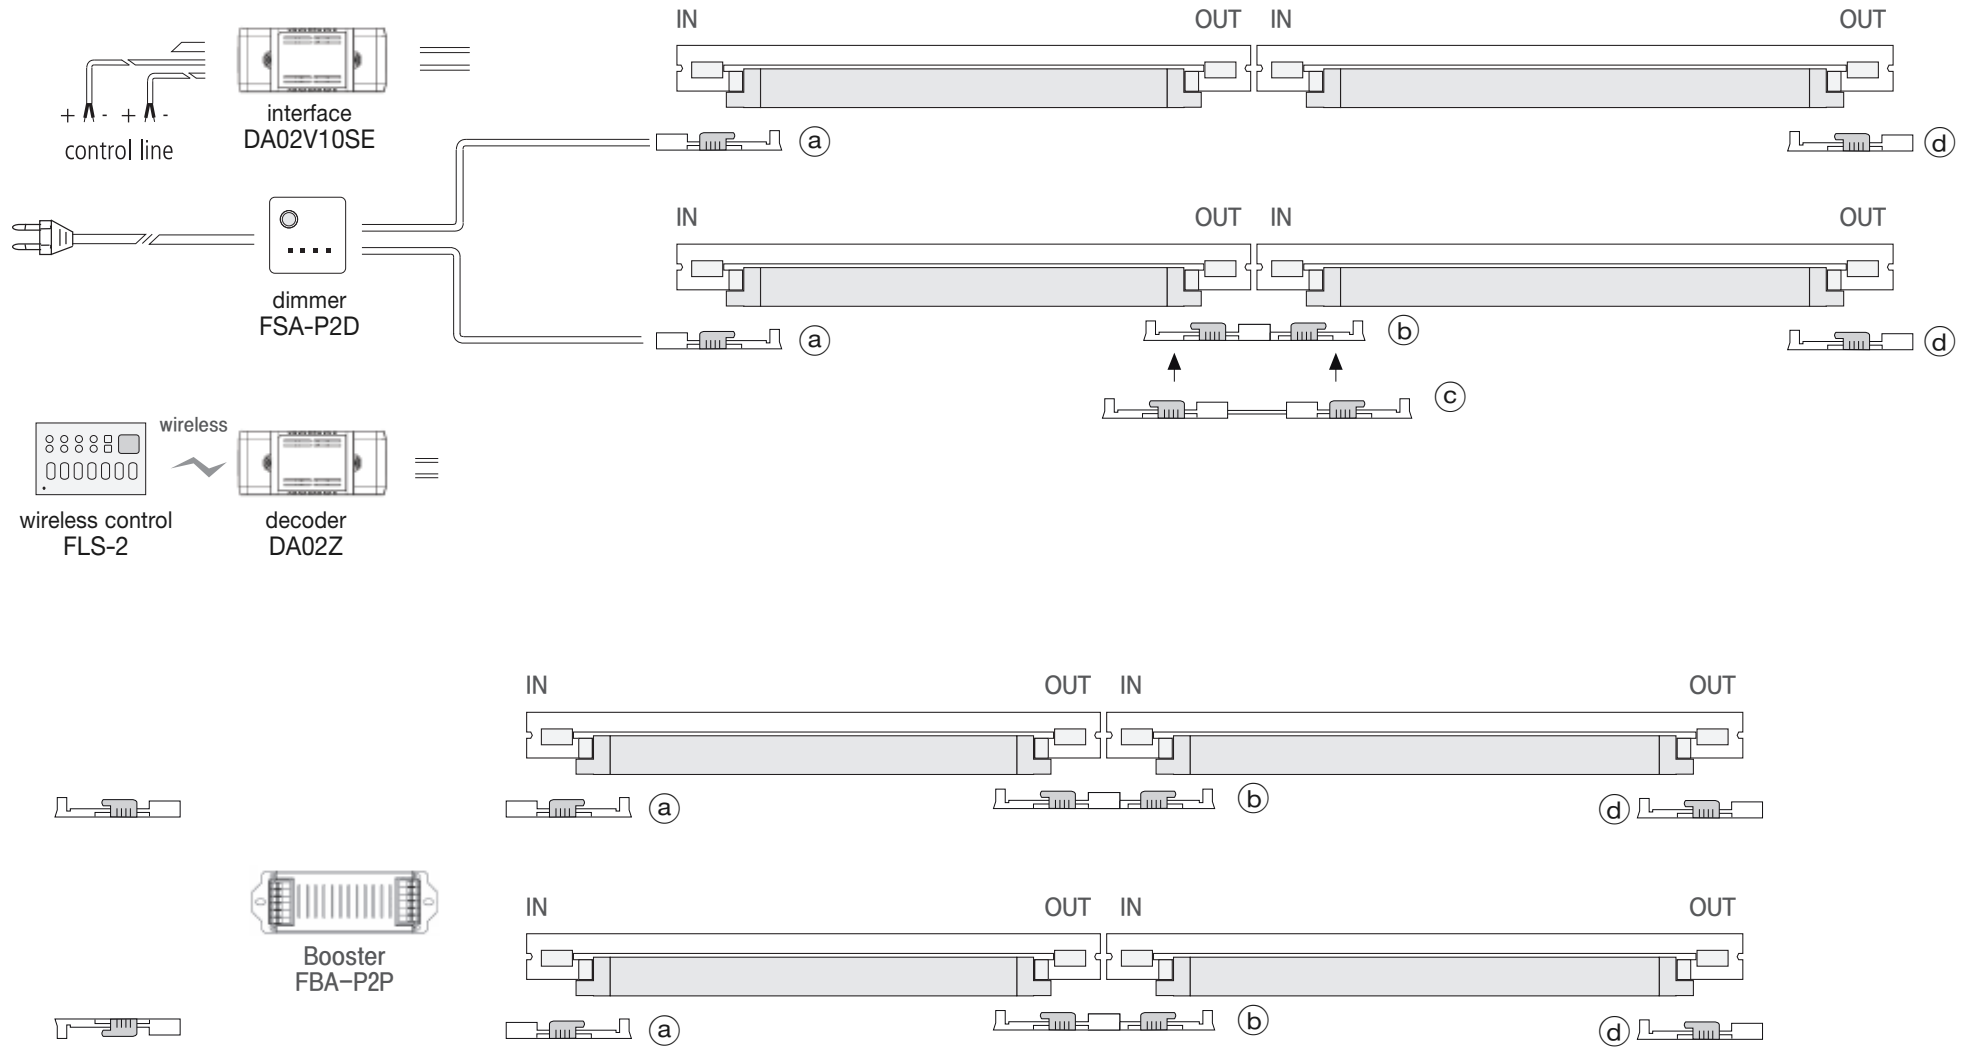 IN OUT IN OUT
interface
DA02V10SE
+ - + -
control line
ⓐ ⓓ
IN OUT IN OUT
dimmer
FSA-P2D
ⓐ ⓑ ⓓ
ⓒ
wireless
wireless control
FLS-2
decoder
DA02Z
IN OUT IN OUT
ⓐ ⓑ ⓓ
IN OUT IN OUT
Booster
FBA-P2P
ⓐ ⓑ ⓓ